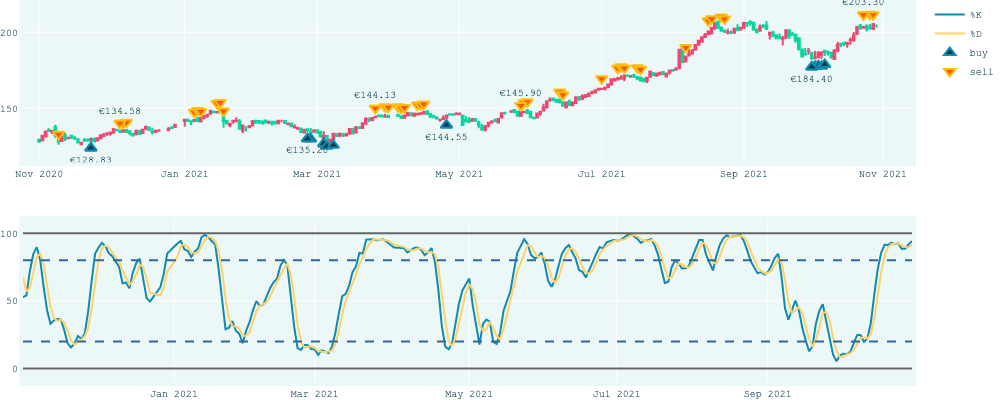 €203.30
%K
%D
buy
sell
200
€184.40
€134.58
€144.13
€145.90
150
€144.55
€135.20
€128.83
Nov 2020
Jan 2021
Mar 2021
May 2021
Jul 2021
Sep 2021
Nov 2021
100
50
0
Jan 2021
Mar 2021
May 2021
Jul 2021
Sep 2021